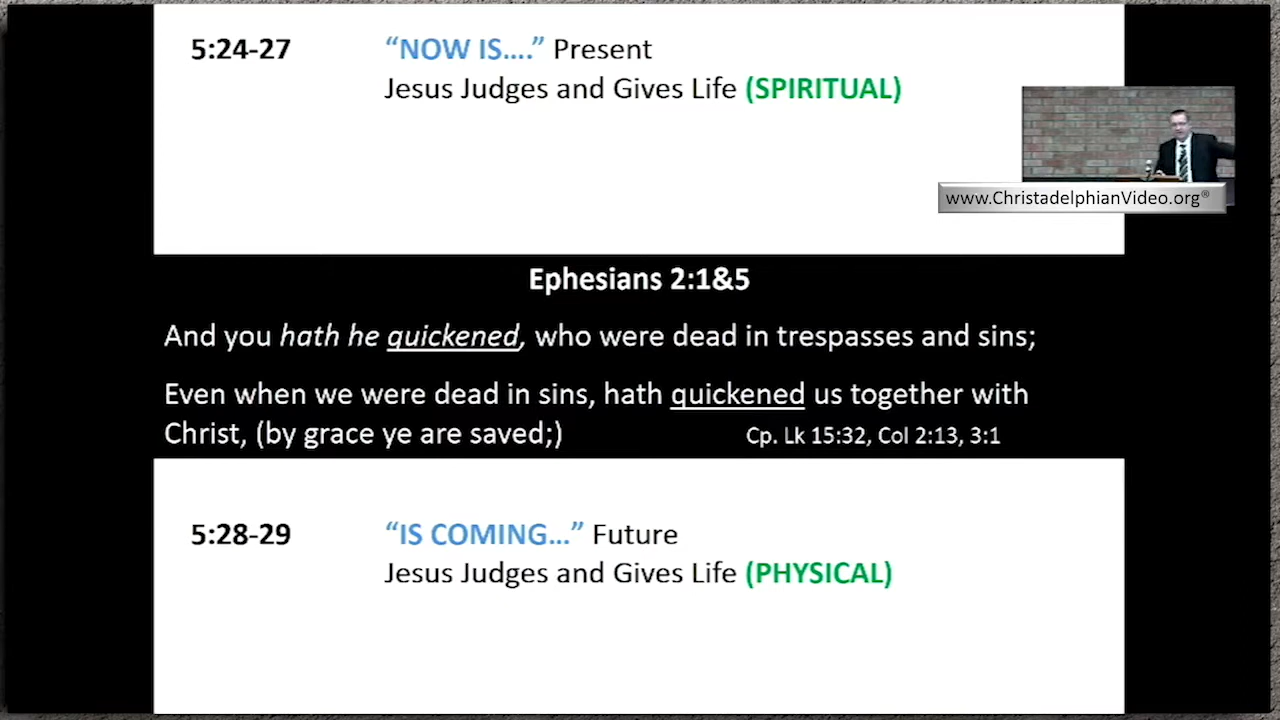 5:24-27 “NOW IS....” Present
Jesus Judges and Gives Life (SPIRITUAL)
www.ChristadelphianVideo.org®
Ephesians 2:1&5
And you hath he quickened, who were dead in trespasses and sins;
Even when we were dead in sins, hath quickened us together with
Christ, (by grace ye are saved;) Cp. Lk 15:32, Col 2:13, 3:1
5:28-29 “IS COMING...” Future
Jesus Judges and Gives Life (PHYSICAL)